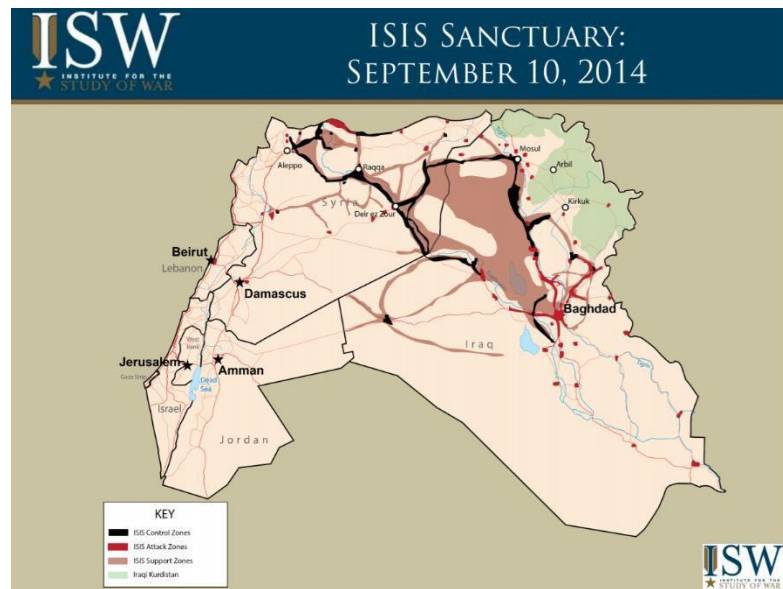 ISW
INSTITUTE FOR THE
STUDY OF WAR
ISIS SANCTUARY:
SEPTEMBER 10, 2014
Aleppo
Raqqa
Syria
Deir ez Zour
Mosul
Tigris
Arbil
Kirkuk
Beirut
Lebanon
Damascus
Baghdad
Iraq
West
Bank
Jerusalem
Amman
Gaza Strip
Dead
Sea
Israel
Jordan
Tigris
KEY
ISIS Control Zones
ISIS Attack Zones
ISIS Support Zones
Iraqi Kurdistan
ISW
INSTITUTE FOR THE
STUDY OF WAR